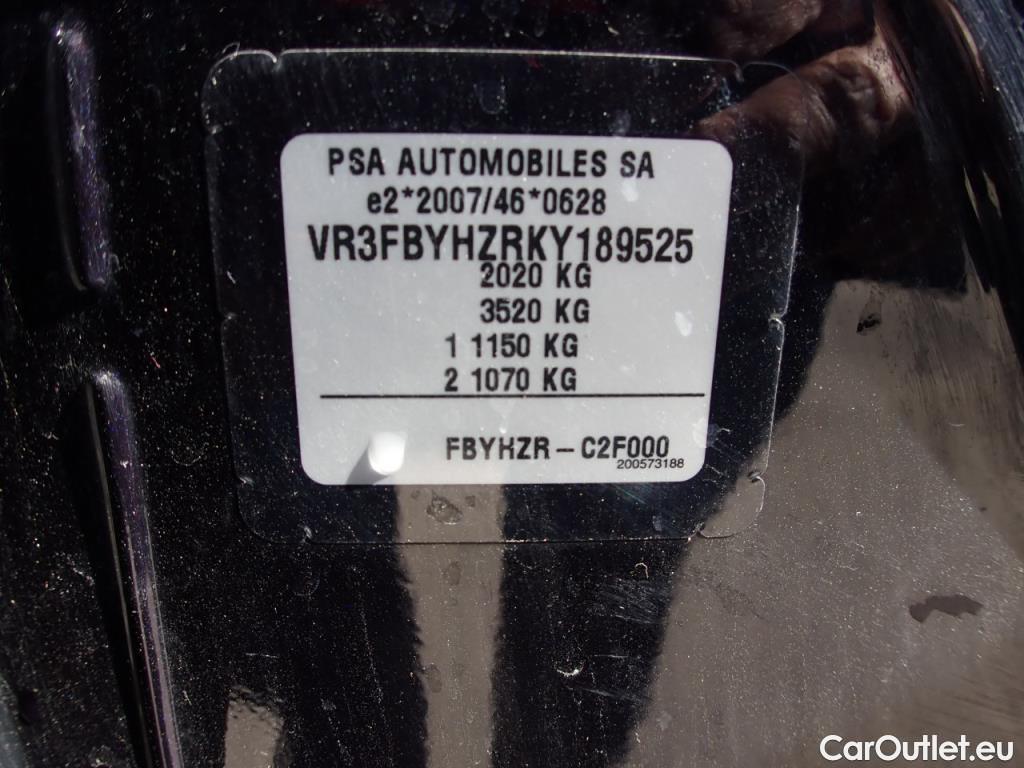 PSA AUTOMOBILES SA
e2*2007/46*0628
VR3FBYHZRKY189525
2020 KG
3520 KG
1 1150 KG
2 1070 KG
FBYHZR – C2F000
200573188
CarOutlet.eu